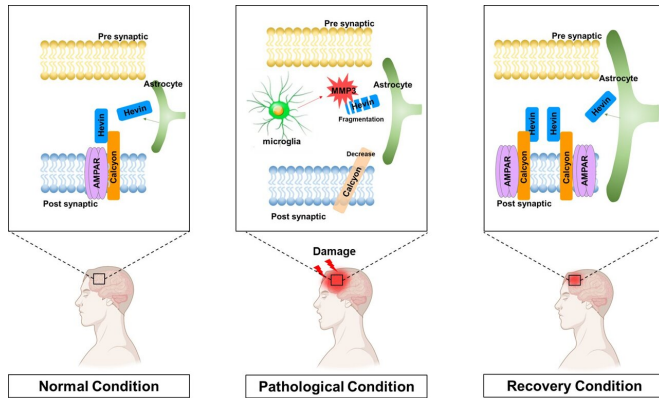 Pre synaptic
Astrocyte
Hevin
Hevin
AMPAR
Calcyon
Post synaptic
Normal Condition
Pre synaptic
Astrocyte
MMP3
Hevin
Fragmentation
microglia
Decrease
Calcyon
Post synaptic
Damage
Pathological Condition
Pre synaptic
Astrocyte
Hevin
Hevin
Hevin
AMPAR
Calcyon
Calcyon
AMPAR
Post synaptic
Recovery Condition